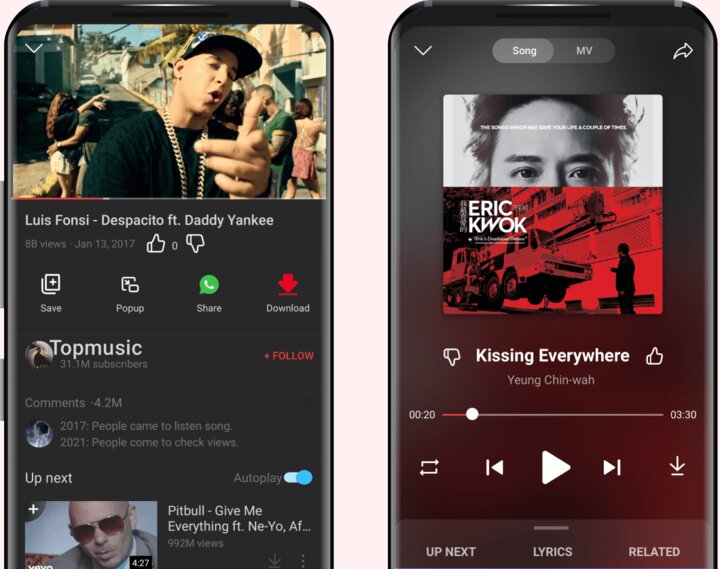 Luis Fonsi - Despacito ft. Daddy Yankee
8B views · Jan 13, 2017 0
Save Popup Share Download
Topmusic
31.1M subscribers
+ FOLLOW
Comments ·4.2M
2017: People came to listen song.
2021: People come to check views.
Up next Autoplay
Pitbull - Give Me
Everything ft. Ne-Yo, Af...
992M views
vevo 4:27
Song MV
THE SONGS WHICH MAY SAVE YOUR LIFE A COUPLE OF TIMES.
ERIC
KWOK
"Eric's Unreleased Demos"
Kissing Everywhere
Yeung Chin-wah
00:20 03:30
UP NEXT LYRICS RELATED